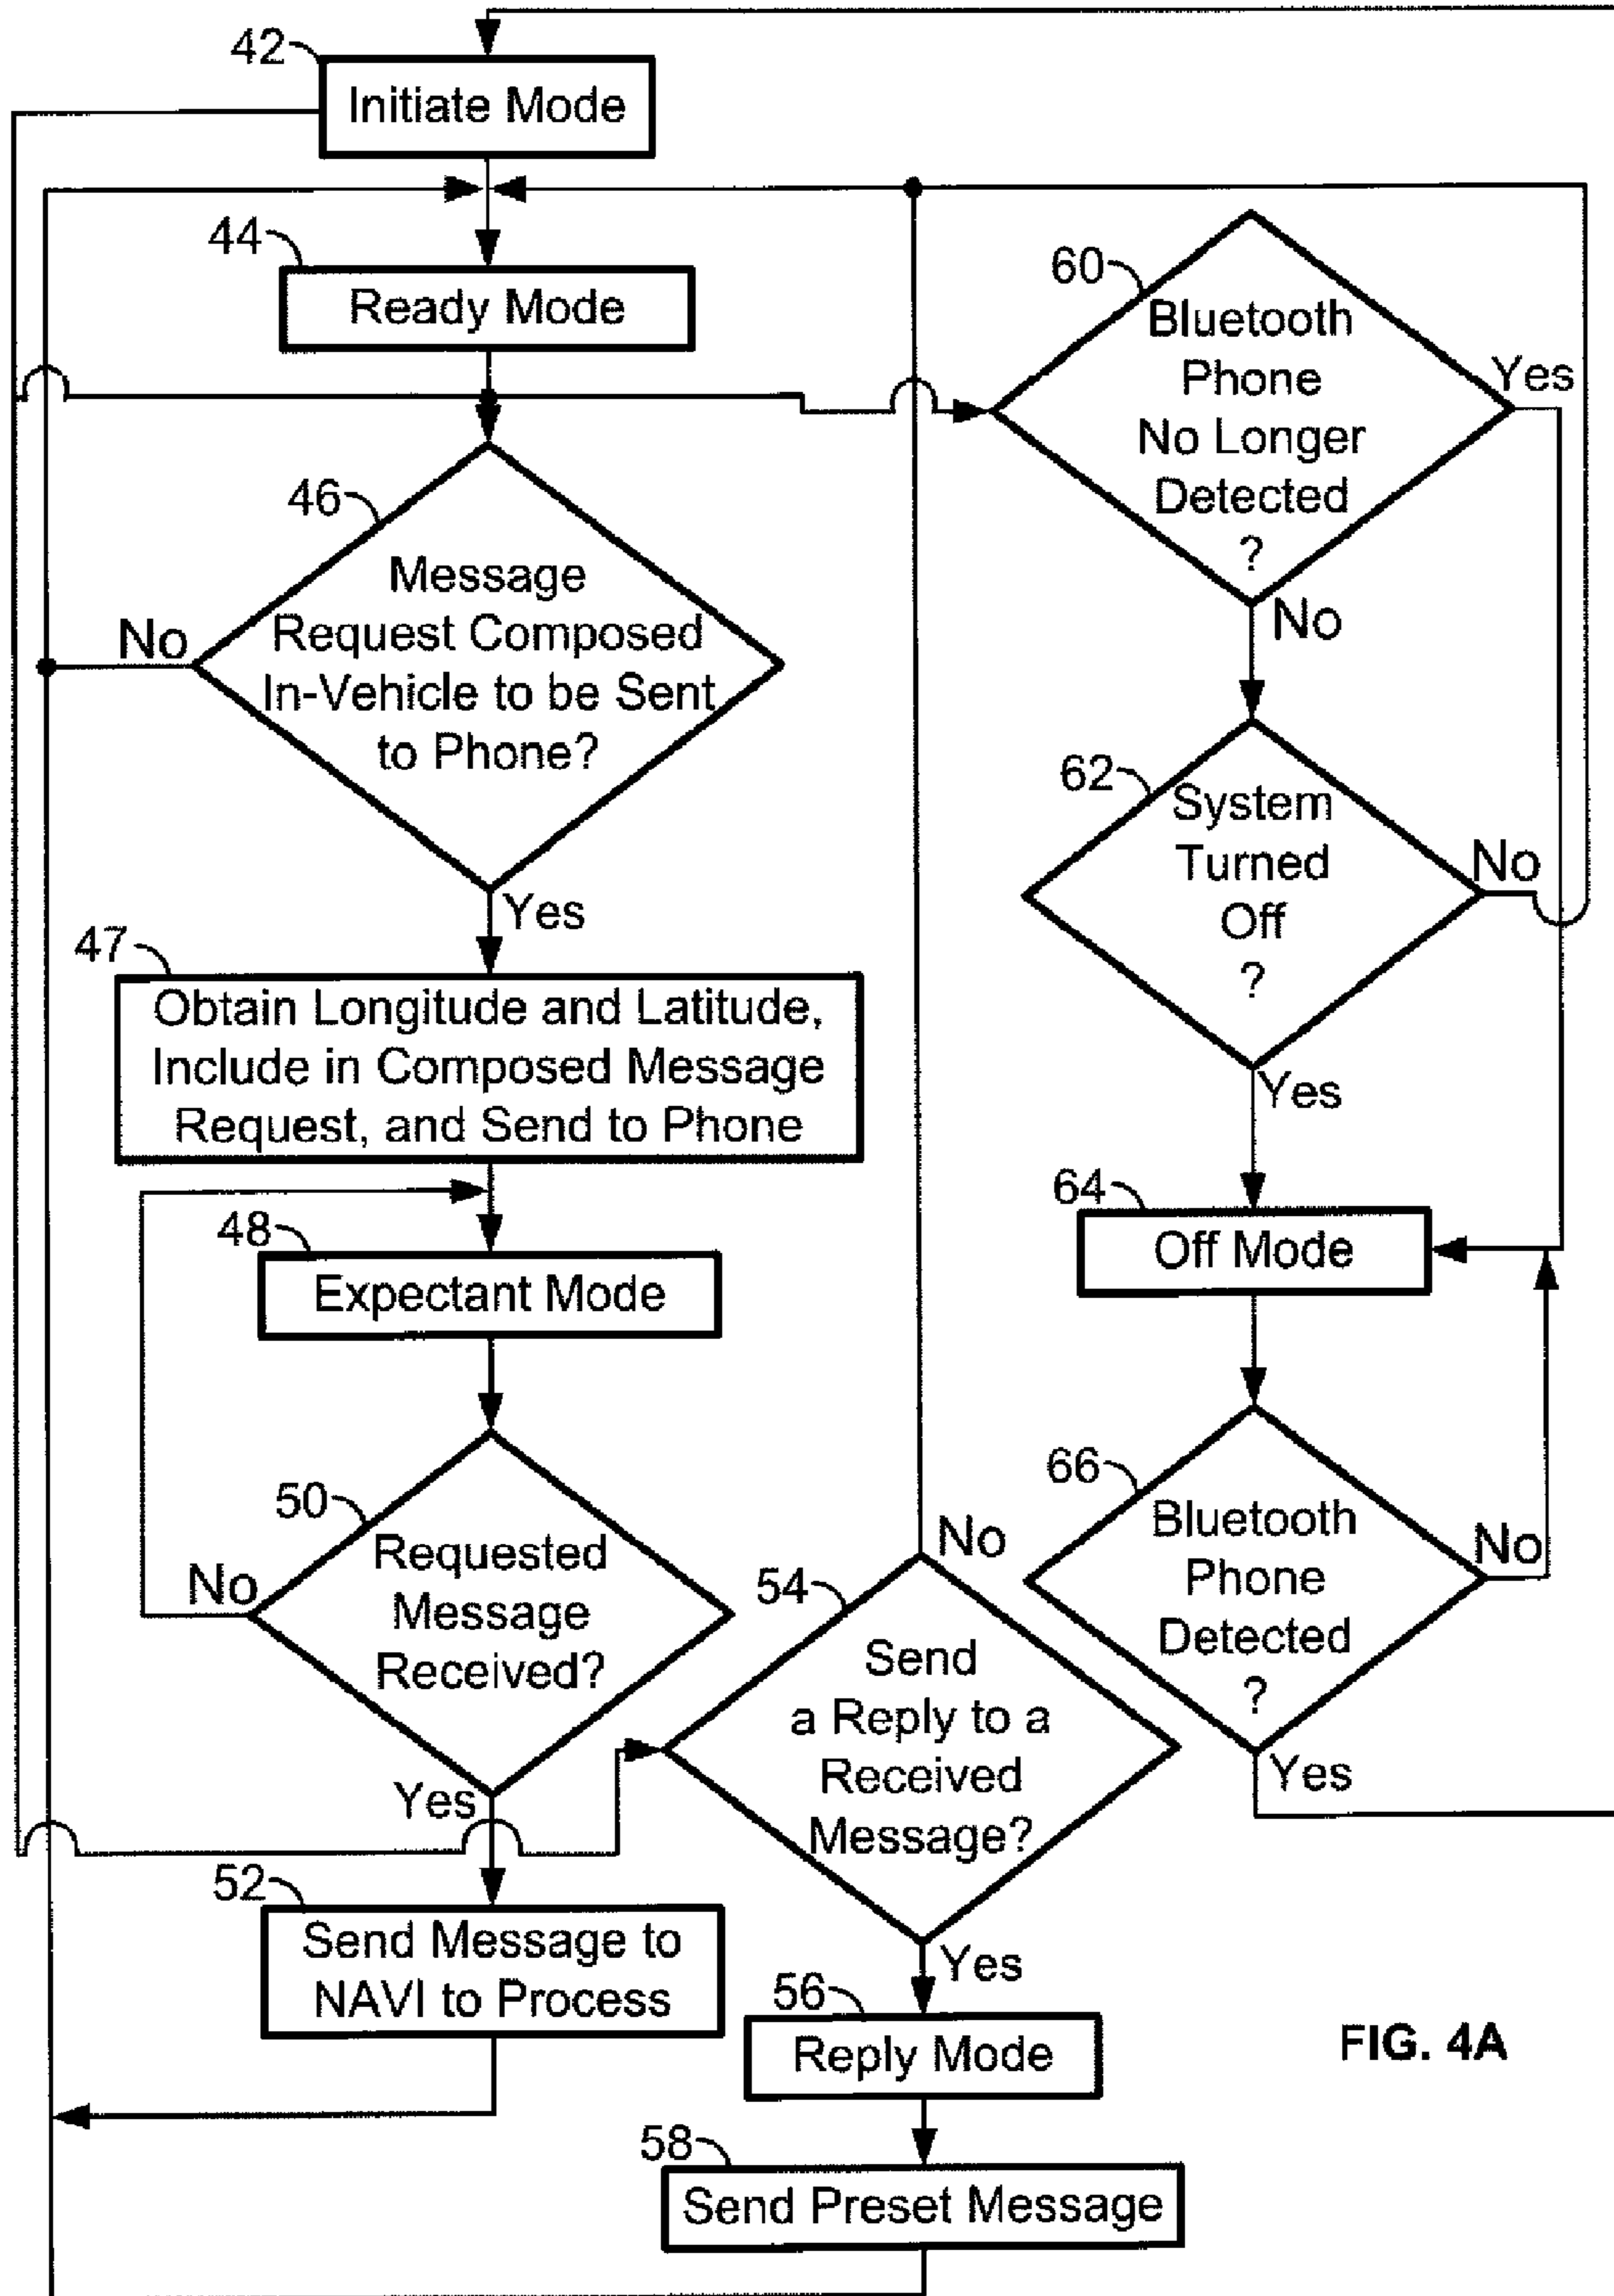 42
Initiate Mode
44
Ready Mode
60
Bluetooth
Phone
No Longer
Detected
?
Yes
No
46
Message
Request Composed
In-Vehicle to be Sent
to Phone?
No
Yes
62
System
Turned
Off
?
No
Yes
47
Obtain Longitude and Latitude,
Include in Composed Message
Request, and Send to Phone
64
Off Mode
48
Expectant Mode
66
Bluetooth
Phone
Detected
?
No
Yes
50
Requested
Message
Received?
No
Yes
54
Send
a Reply to a
Received
Message?
No
Yes
52
Send Message to
NAVI to Process
56
Reply Mode
58
Send Preset Message
FIG. 4A